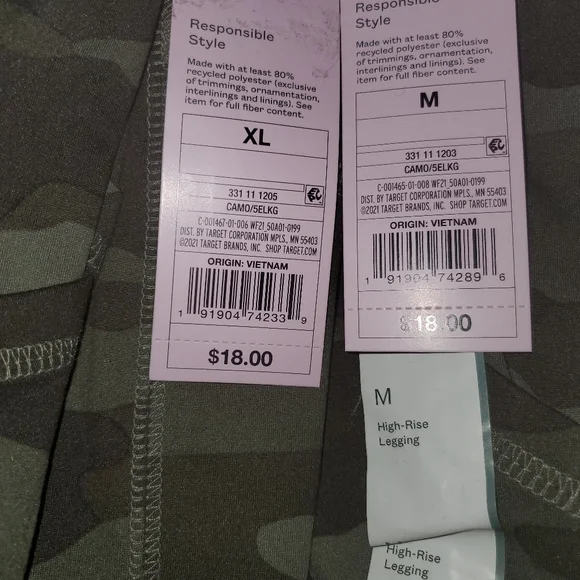 Responsible
Style
Made with at least 80%
recycled polyester (exclusive
of trimmings, ornamentation,
interlinings and linings). See
item for full fiber content.
XL
331 11 1205
CAMO/5ELKG
C-001467-01-006 WF21_50A01-0199
DIST. BY TARGET CORPORATION MPLS., MN 55403
©2021 TARGET BRANDS, INC. SHOP TARGET.COM
ORIGIN: VIETNAM
1 91904 74233 9
$18.00
Responsible
Style
Made with at least 80%
recycled polyester (exclusive
of trimmings, ornamentation,
interlinings and linings). See
item for full fiber content.
M
331 11 1203
CAMO/5ELKG
C-001465-01-008 WF21_50A01-0199
DIST. BY TARGET CORPORATION MPLS., MN 55403
©2021 TARGET BRANDS, INC. SHOP TARGET.COM
ORIGIN: VIETNAM
1 91904 74289 6
$18.00
M
High-Rise
Legging
High-Rise
Legging